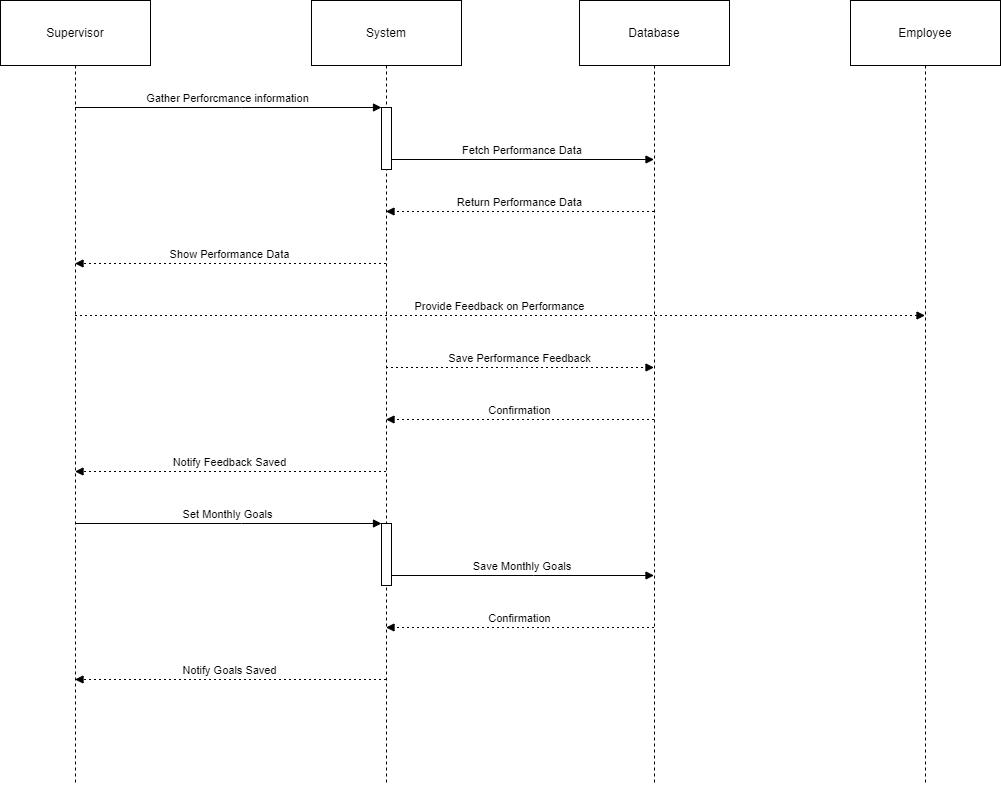 Supervisor
System
Database
Employee
Gather Perforcmance information
Fetch Performance Data
Return Performance Data
Show Performance Data
Provide Feedback on Performance
Save Performance Feedback
Confirmation
Notify Feedback Saved
Set Monthly Goals
Save Monthly Goals
Confirmation
Notify Goals Saved